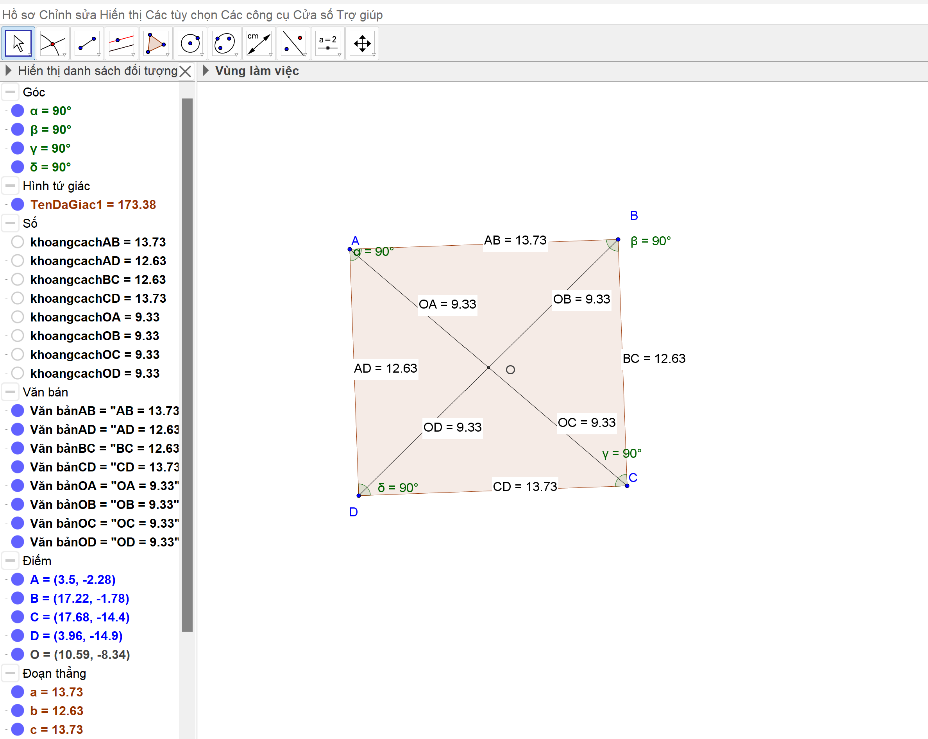 Hồ sơ Chỉnh sửa Hiển thị Các tùy chọn Các công cụ Cửa sổ Trợ giúp
cm
a = 2
Hiển thị danh sách đối tượng
Vùng làm việc
Góc
α = 90°
β = 90°
γ = 90°
δ = 90°
Hình tứ giác
TenDaGiac1 = 173.38
Số
khoangcachAB = 13.73
khoangcachAD = 12.63
khoangcachBC = 12.63
khoangcachCD = 13.73
khoangcachOA = 9.33
khoangcachOB = 9.33
khoangcachOC = 9.33
khoangcachOD = 9.33
Văn bản
Văn bảnAB = "AB = 13.73
Văn bảnAD = "AD = 12.63
Văn bảnBC = "BC = 12.63
Văn bảnCD = "CD = 13.73
Văn bảnOA = "OA = 9.33"
Văn bảnOB = "OB = 9.33"
Văn bảnOC = "OC = 9.33"
Văn bảnOD = "OD = 9.33"
Điểm
A = (3.5, -2.28)
B = (17.22, -1.78)
C = (17.68, -14.4)
D = (3.96, -14.9)
O = (10.59, -8.34)
Đoạn thẳng
a = 13.73
b = 12.63
c = 13.73
B
A
AB = 13.73
β = 90°
α = 90°
OA = 9.33
OB = 9.33
BC = 12.63
AD = 12.63
O
OD = 9.33
OC = 9.33
γ = 90°
C
δ = 90°
CD = 13.73
D